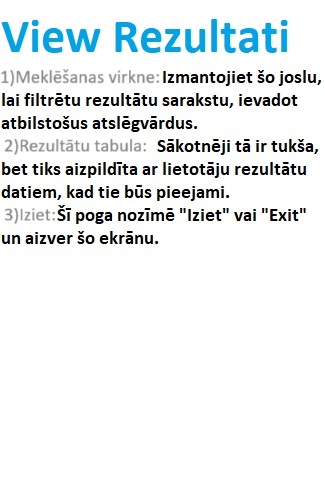 View Rezultati
1)Meklēšanas virkne: Izmantojiet šo joslu,
lai filtrētu rezultātu sarakstu, ievadot
atbilstošus atslēgvārdus.
2)Rezultātu tabula: Sākotnēji tā ir tukša,
bet tiks aizpildīta ar lietotāju rezultātu
datiem, kad tie būs pieejami.
3)Iziet: Šī poga nozīmē "Iziet" vai "Exit"
un aizver šo ekrānu.